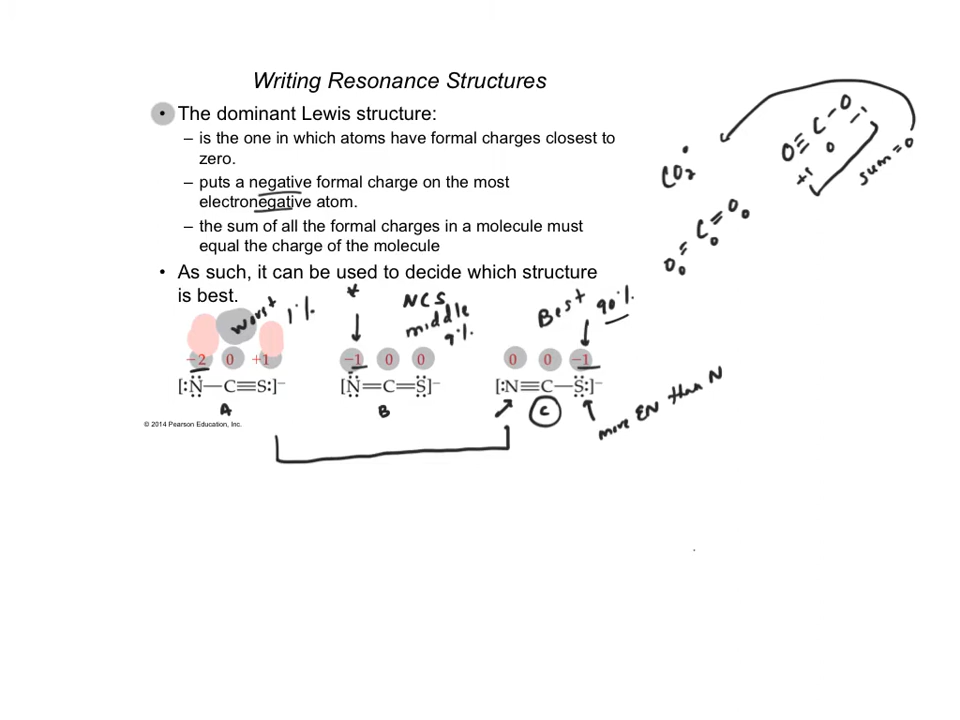 Writing Resonance Structures
• The dominant Lewis structure:
– is the one in which atoms have formal charges closest to
zero.
– puts a negative formal charge on the most
electronegative atom.
– the sum of all the formal charges in a molecule must
equal the charge of the molecule
• As such, it can be used to decide which structure
is best.
CO₂
O≡C–O
+1 0 -1
sum = 0
O=C=O
0 0 0
worst 1%
NCS
middle
9%
Best 90%
−2 0 +1
[:N̈—C≡S:]⁻
A
−1 0 0
[N̈=C=S̈]⁻
B
0 0 −1
[:N≡C—S̈:]⁻
C
more EN than N
© 2014 Pearson Education, Inc.